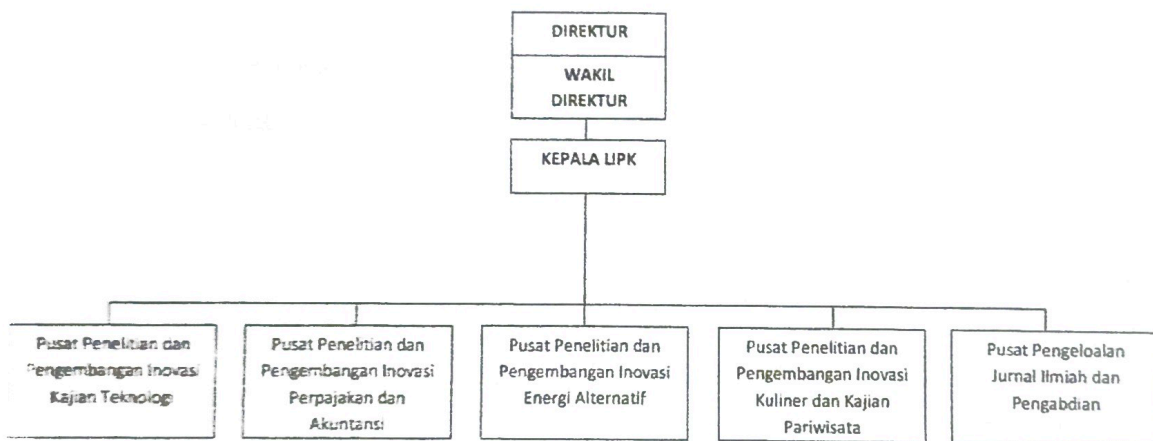 DIREKTUR
WAKIL
DIREKTUR
KEPALA LIPK
Pusat Penelitian dan
Pengembangan Inovasi
Kajian Teknologi
Pusat Penelitian dan
Pengembangan Inovasi
Perpajakan dan
Akuntansi
Pusat Penelitian dan
Pengembangan Inovasi
Energi Alternatif
Pusat Penelitian dan
Pengembangan Inovasi
Kuliner dan Kajian
Pariwisata
Pusat Pengeloalan
Jurnal Ilmiah dan
Pengabdian